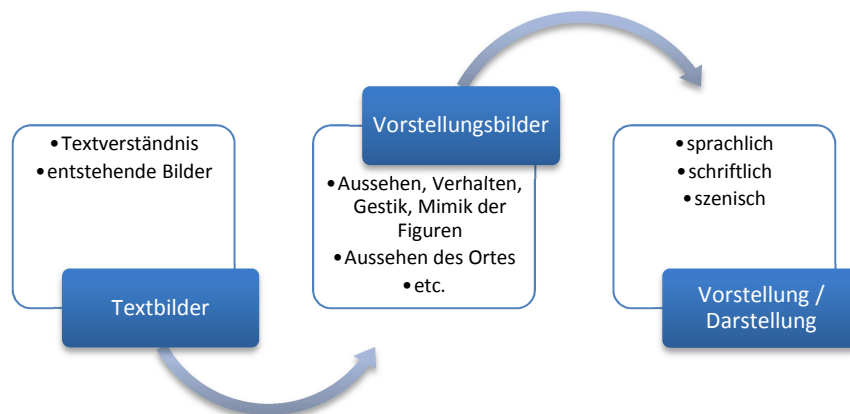 •Textverständnis
•entstehende Bilder
Textbilder
Vorstellungsbilder
•Aussehen, Verhalten,
Gestik, Mimik der
Figuren
•Aussehen des Ortes
•etc.
•sprachlich
•schriftlich
•szenisch
Vorstellung /
Darstellung